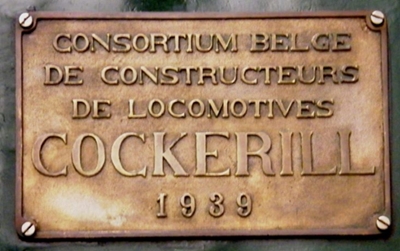 CONSORTIUM BELGE
DE CONSTRUCTEURS
DE LOCOMOTIVES
COCKERILL
1939